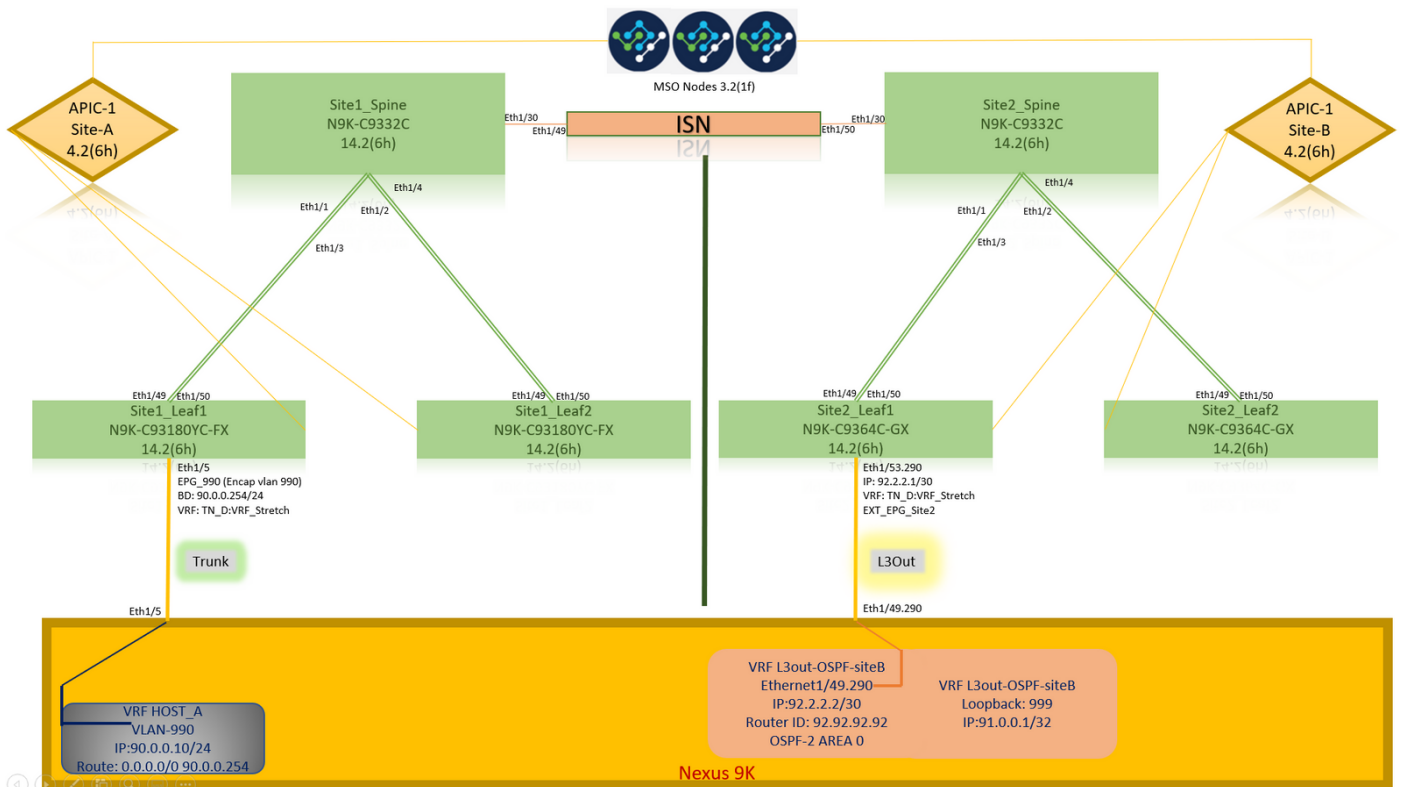 MSO Nodes 3.2(1f)
APIC-1
Site-A
4.2(6h)
Site1_Spine
N9K-C9332C
14.2(6h)
Eth1/30
Eth1/49
ISN
Eth1/30
Eth1/50
Site2_Spine
N9K-C9332C
14.2(6h)
APIC-1
Site-B
4.2(6h)
Eth1/1
Eth1/2
Eth1/4
Eth1/3
Eth1/1
Eth1/2
Eth1/4
Eth1/3
Eth1/49
Eth1/50
Site1_Leaf1
N9K-C93180YC-FX
14.2(6h)
Eth1/49
Eth1/50
Site1_Leaf2
N9K-C93180YC-FX
14.2(6h)
Eth1/49
Eth1/50
Site2_Leaf1
N9K-C9364C-GX
14.2(6h)
Eth1/49
Eth1/50
Site2_Leaf2
N9K-C9364C-GX
14.2(6h)
Eth1/5
EPG_990 (Encap vlan 990)
BD: 90.0.0.254/24
VRF: TN_D:VRF_Stretch
Trunk
Eth1/5
Eth1/53.290
IP: 92.2.2.1/30
VRF: TN_D:VRF_Stretch
EXT_EPG_Site2
L3Out
Eth1/49.290
VRF HOST_A
VLAN-990
IP:90.0.0.10/24
Route: 0.0.0.0/0 90.0.0.254
VRF L3out-OSPF-siteB
Ethernet1/49.290
IP:92.2.2.2/30
Router ID: 92.92.92.92
OSPF-2 AREA 0
VRF L3out-OSPF-siteB
Loopback: 999
IP:91.0.0.1/32
Nexus 9K